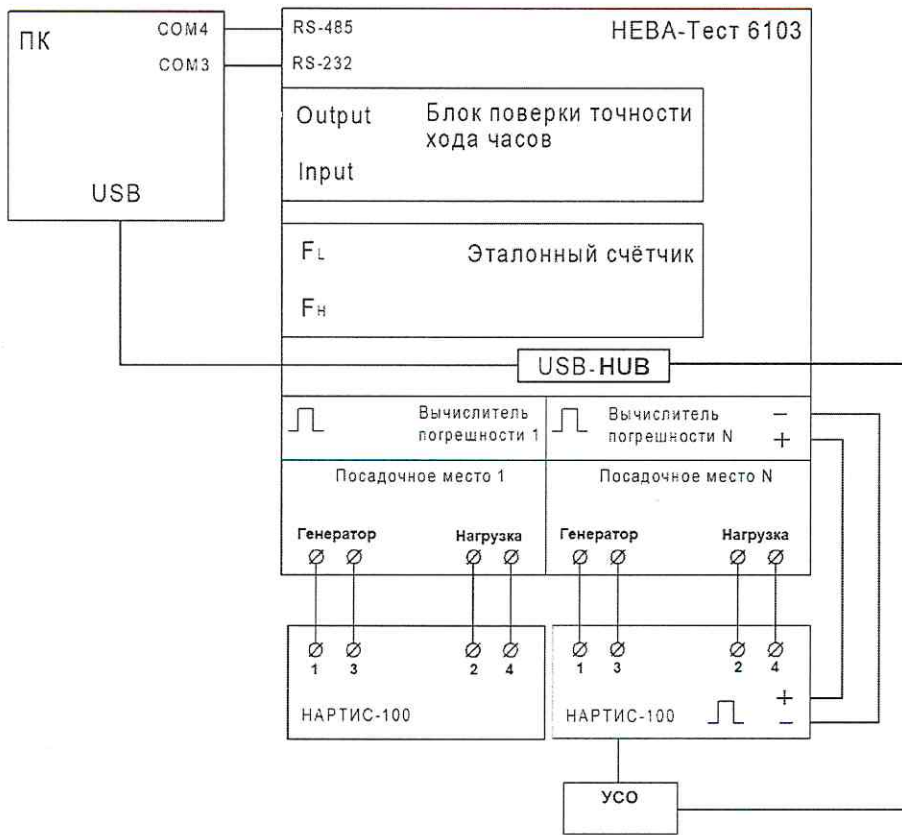 ПК
COM4
COM3
USB
RS-485
НЕВА-Тест 6103
RS-232
Output
Блок поверки точности
хода часов
Input
FL
Эталонный счётчик
FH
USB-HUB
Вычислитель
погрешности 1
Вычислитель
погрешности N
−
+
Посадочное место 1
Посадочное место N
Генератор
Нагрузка
Генератор
Нагрузка
1 3 2 4
НАРТИС-100
1 3 2 4
+
НАРТИС-100
−
УСО